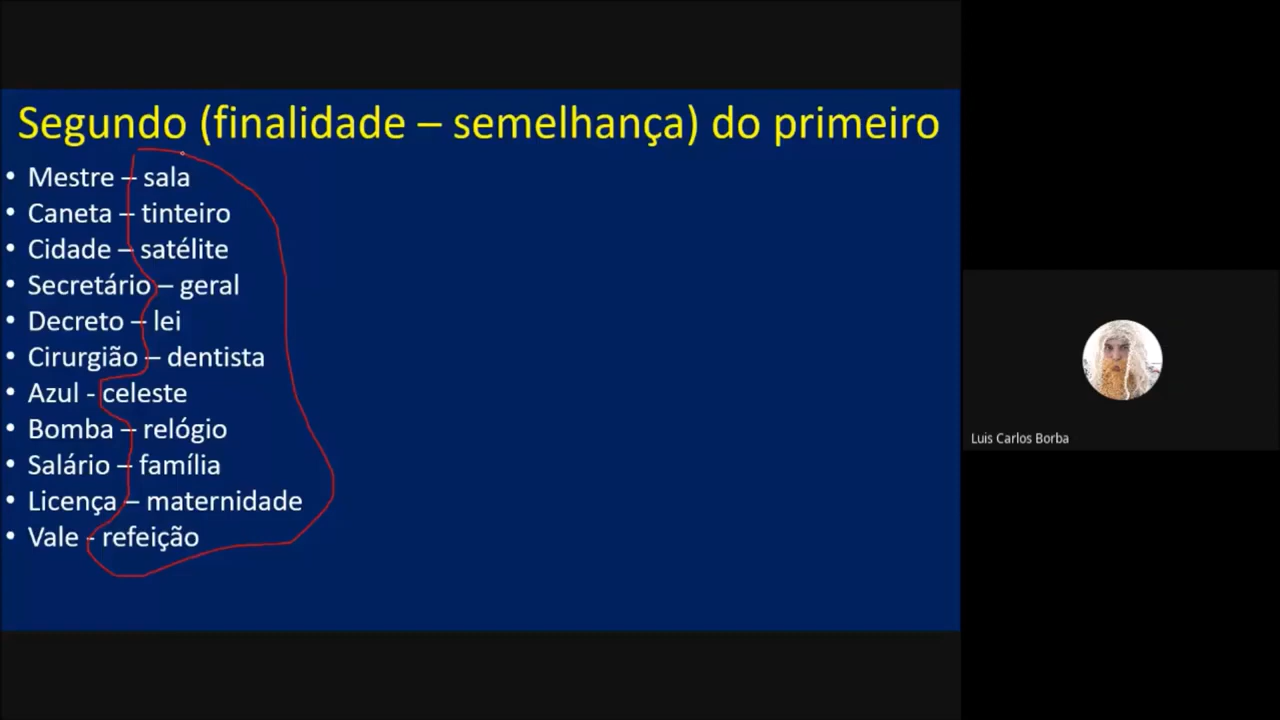 Segundo (finalidade – semelhança) do primeiro
• Mestre – sala
• Caneta – tinteiro
• Cidade – satélite
• Secretário – geral
• Decreto – lei
• Cirurgião – dentista
• Azul - celeste
• Bomba – relógio
• Salário – família
• Licença – maternidade
• Vale - refeição
Luis Carlos Borba